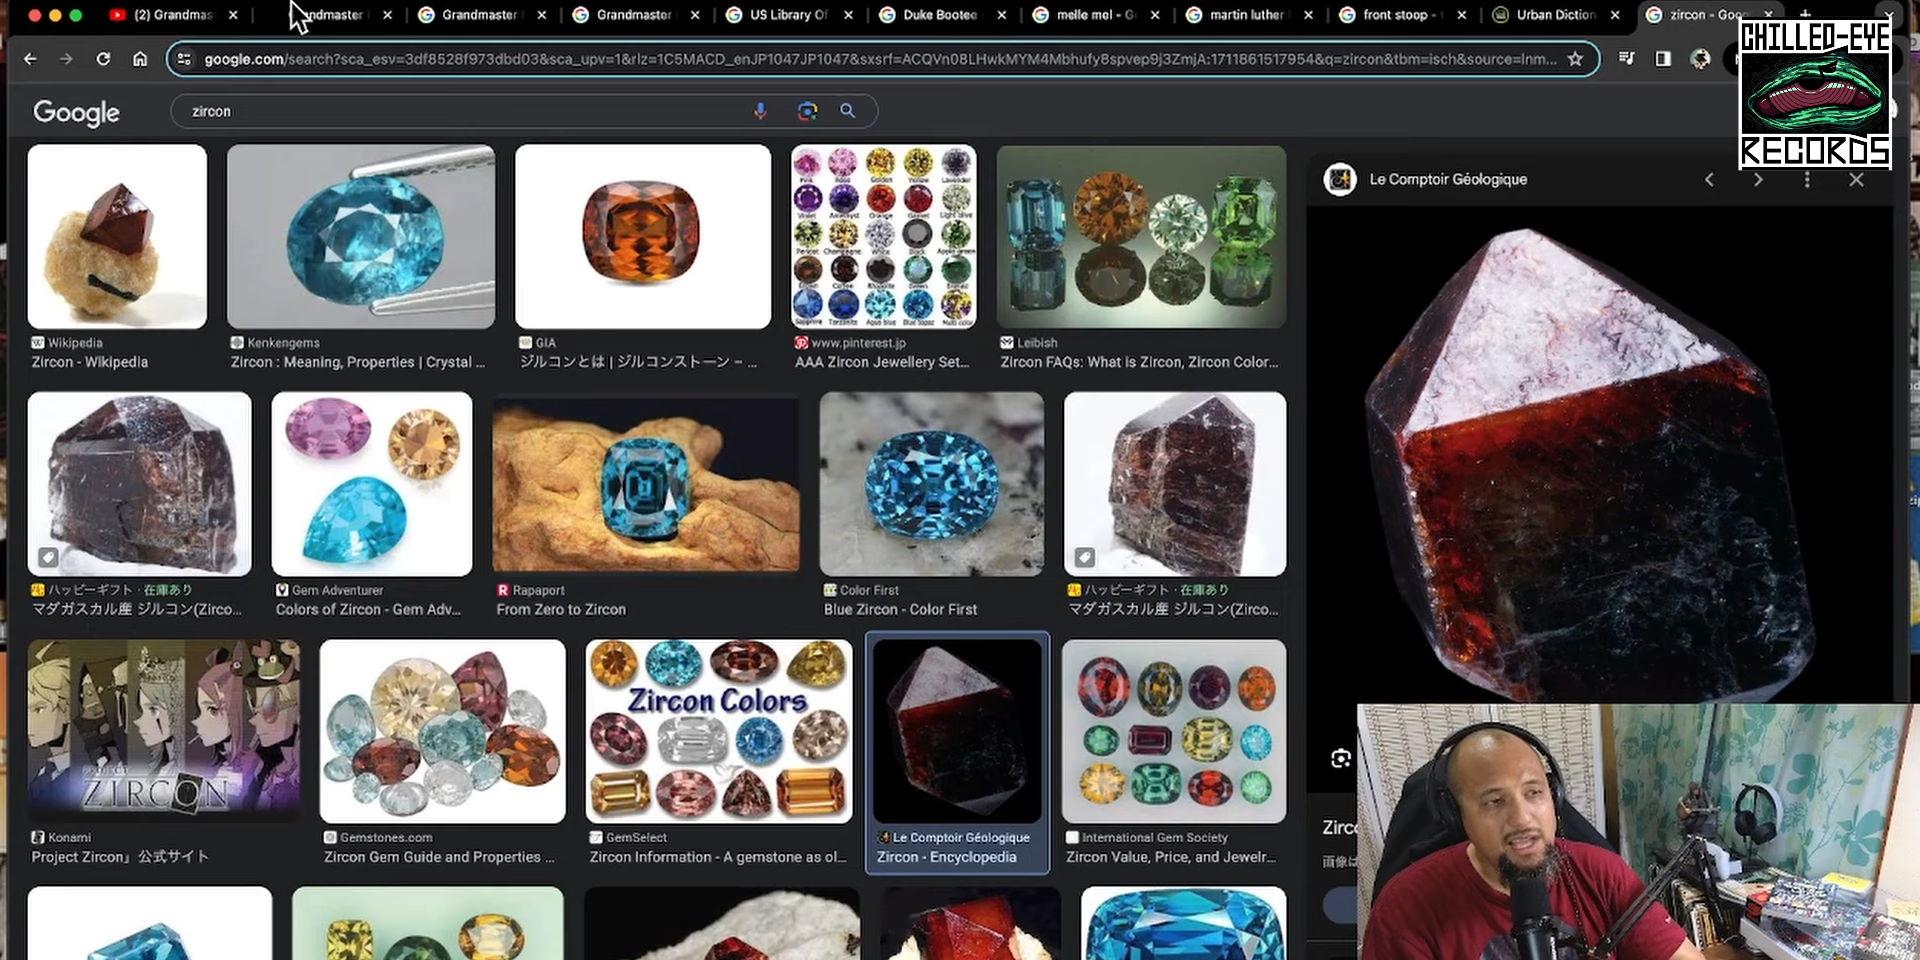 (2) Grandmas
andmaster
Grandmaster
Grandmaster
US Library Of
Duke Bootee
melle mel - G
martin luther
front stoop -
Urban Diction
zircon - Goo
google.com/search?sca_esv=3df8528f973dbd03&sca_upv=1&rlz=1C5MACD_enJP1047JP1047&sxsrf=ACQVn08LHwkMYM4Mbhufy8spvep9j3ZmjA:1711861517954&q=zircon&tbm=isch&source=lnm...
CHILLED-EYE
RECORDS
Google
zircon
Le Comptoir Géologique
Wikipedia
Zircon - Wikipedia
Kenkengems
Zircon : Meaning, Properties | Crystal ...
GIA
ジルコンとは | ジルコンストーン – ...
www.pinterest.jp
AAA Zircon Jewellery Set...
Leibish
Zircon FAQs: What is Zircon, Zircon Color...
ハッピーギフト · 在庫あり
マダガスカル産 ジルコン(Zirco...
Gem Adventurer
Colors of Zircon - Gem Adv...
Rapaport
From Zero to Zircon
Color First
Blue Zircon - Color First
ハッピーギフト · 在庫あり
マダガスカル産 ジルコン(Zirco...
ZIRCON
Zircon Colors
Konami
Project Zircon」公式サイト
Gemstones.com
Zircon Gem Guide and Properties ...
GemSelect
Zircon Information - A gemstone as ol...
Le Comptoir Géologique
Zircon - Encyclopedia
International Gem Society
Zircon Value, Price, and Jewelr...
Zirco
画像は